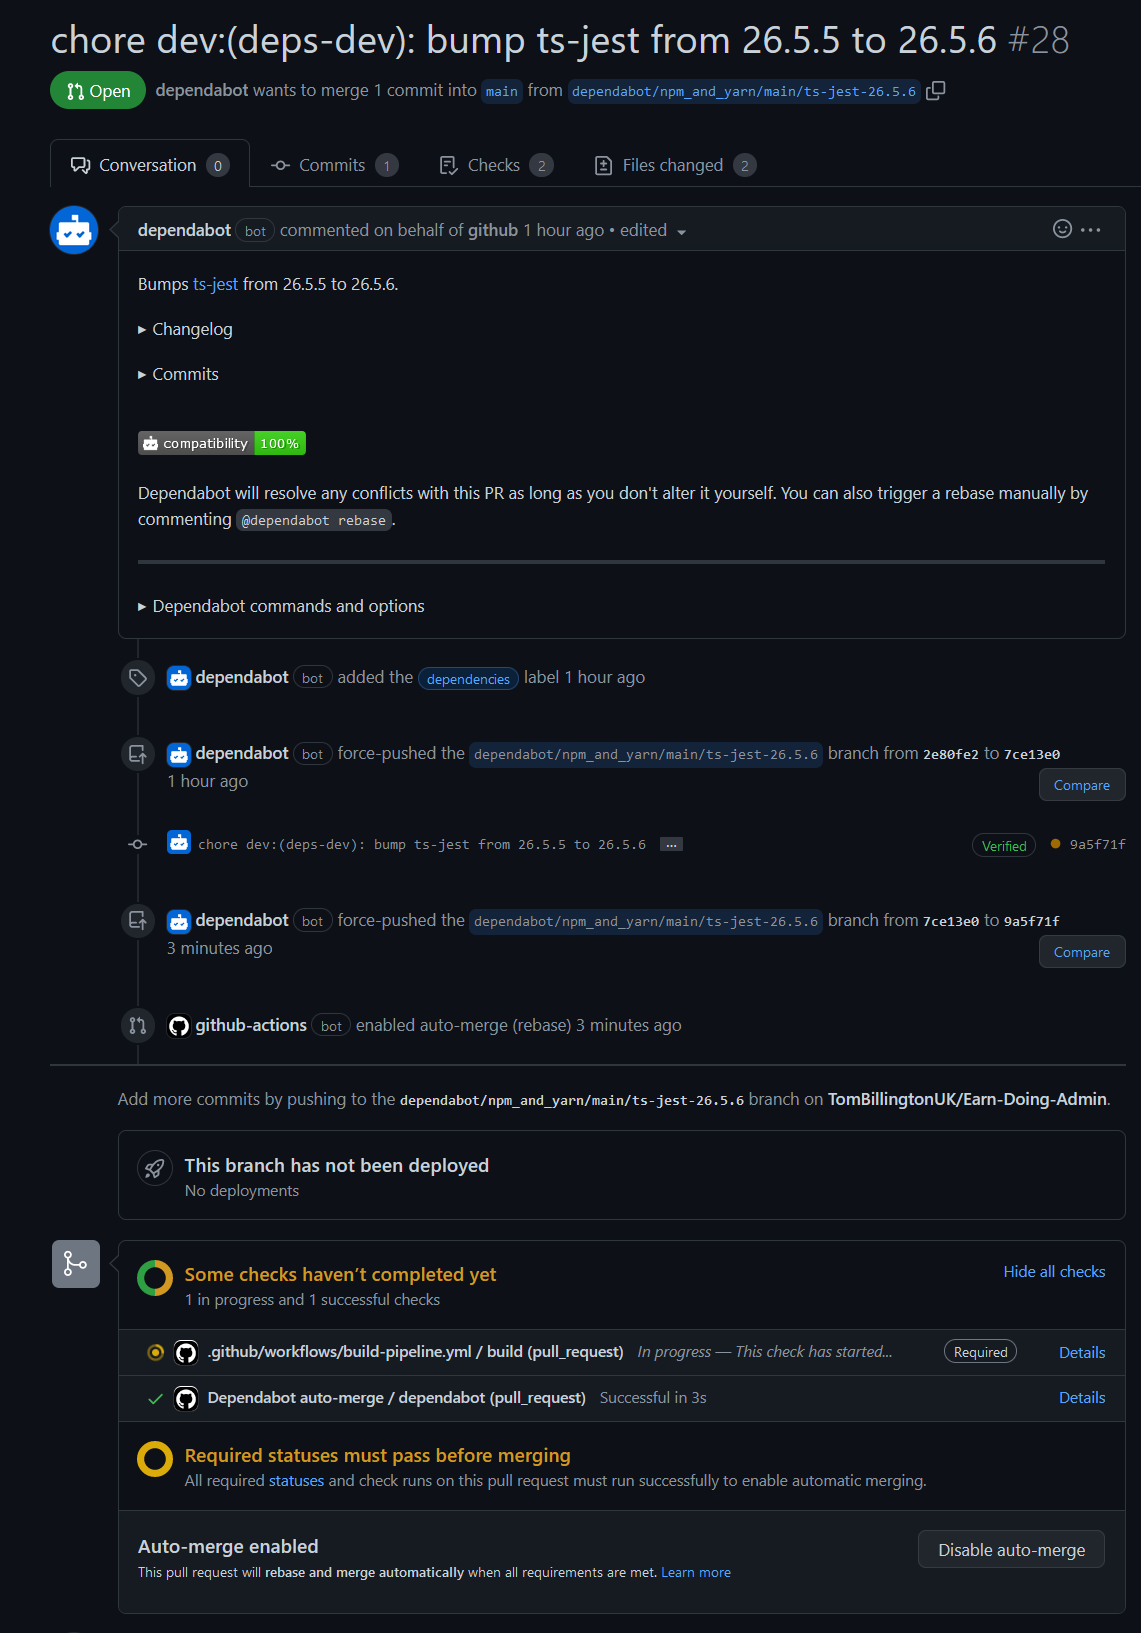 chore dev:(deps-dev): bump ts-jest from 26.5.5 to 26.5.6 #28
Open dependabot wants to merge 1 commit into main from dependabot/npm_and_yarn/main/ts-jest-26.5.6
Conversation 0 Commits 1 Checks 2 Files changed 2
dependabot bot commented on behalf of github 1 hour ago • edited
Bumps ts-jest from 26.5.5 to 26.5.6.
Changelog
Commits
compatibility 100%
Dependabot will resolve any conflicts with this PR as long as you don't alter it yourself. You can also trigger a rebase manually by
commenting @dependabot rebase.
Dependabot commands and options
dependabot bot added the dependencies label 1 hour ago
dependabot bot force-pushed the dependabot/npm_and_yarn/main/ts-jest-26.5.6 branch from 2e80fe2 to 7ce13e0
1 hour ago
Compare
chore dev:(deps-dev): bump ts-jest from 26.5.5 to 26.5.6 … Verified 9a5f71f
dependabot bot force-pushed the dependabot/npm_and_yarn/main/ts-jest-26.5.6 branch from 7ce13e0 to 9a5f71f
3 minutes ago
Compare
github-actions bot enabled auto-merge (rebase) 3 minutes ago
Add more commits by pushing to the dependabot/npm_and_yarn/main/ts-jest-26.5.6 branch on TomBillingtonUK/Earn-Doing-Admin.
This branch has not been deployed
No deployments
Some checks haven’t completed yet
Hide all checks
1 in progress and 1 successful checks
.github/workflows/build-pipeline.yml / build (pull_request) In progress — This check has started... Required Details
Dependabot auto-merge / dependabot (pull_request) Successful in 3s Details
Required statuses must pass before merging
All required statuses and check runs on this pull request must run successfully to enable automatic merging.
Auto-merge enabled
Disable auto-merge
This pull request will rebase and merge automatically when all requirements are met. Learn more